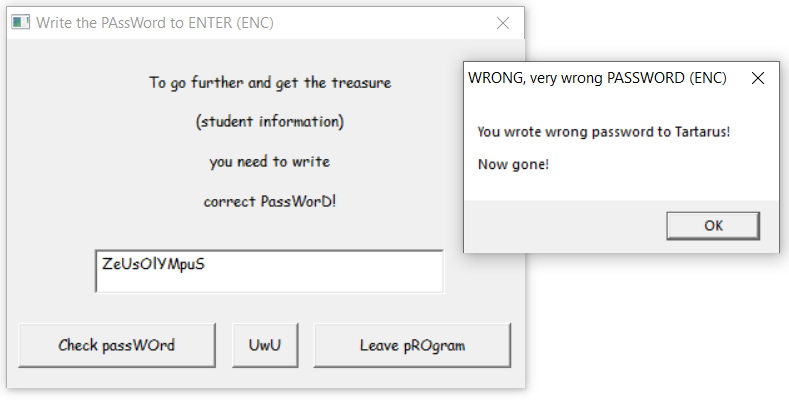 Write the PAssWord to ENTER (ENC)
To go further and get the treasure
(student information)
you need to write
correct PassWorD!
ZeUsOlYMpuS
Check passWOrd
UwU
Leave pROgram
WRONG, very wrong PASSWORD (ENC)
You wrote wrong password to Tartarus!
Now gone!
OK